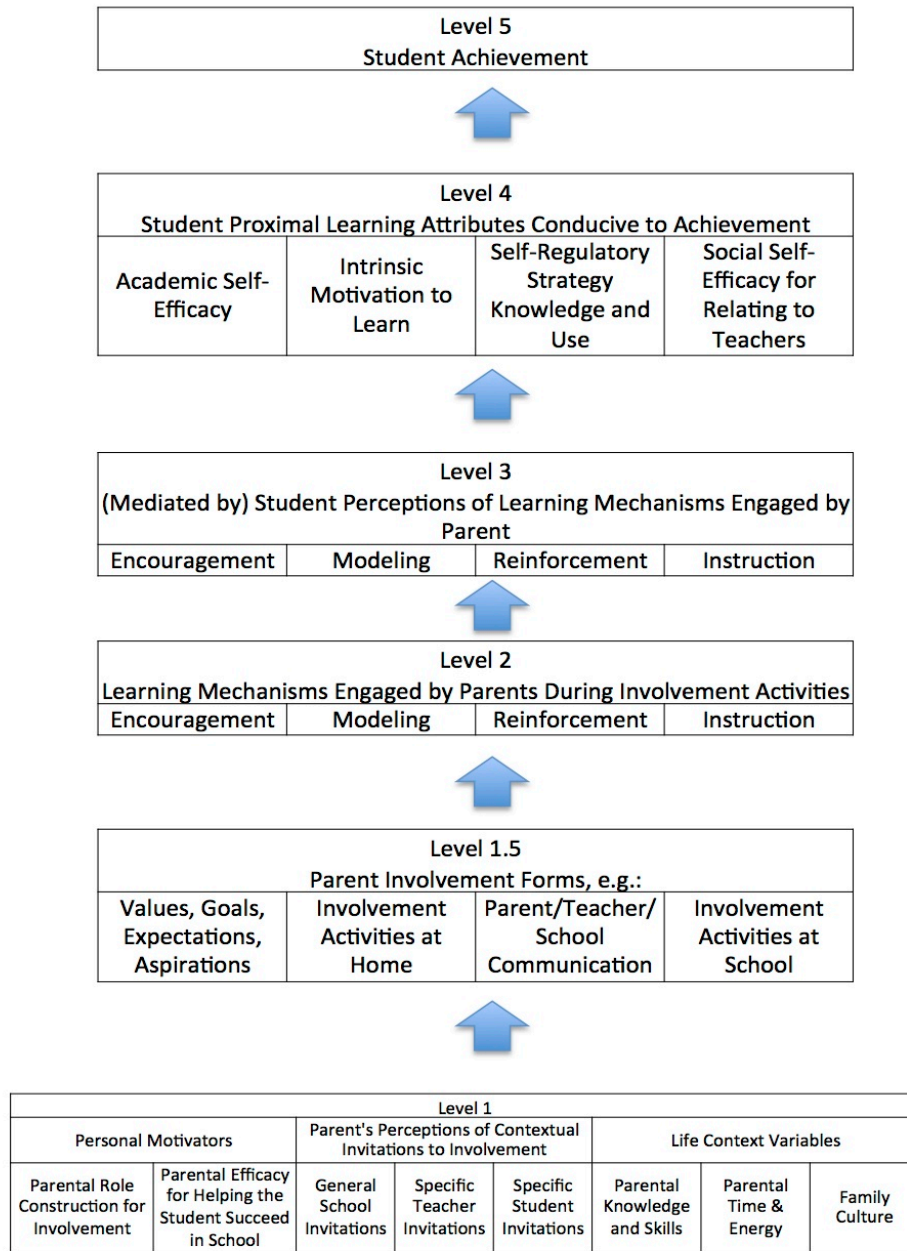 Level 5
Student Achievement
Level 4
Student Proximal Learning Attributes Conducive to Achievement
Academic Self-
Efficacy
Intrinsic
Motivation to
Learn
Self-Regulatory
Strategy
Knowledge and
Use
Social Self-
Efficacy for
Relating to
Teachers
Level 3
(Mediated by) Student Perceptions of Learning Mechanisms Engaged by
Parent
Encouragement
Modeling
Reinforcement
Instruction
Level 2
Learning Mechanisms Engaged by Parents During Involvement Activities
Encouragement
Modeling
Reinforcement
Instruction
Level 1.5
Parent Involvement Forms, e.g.:
Values, Goals,
Expectations,
Aspirations
Involvement
Activities at
Home
Parent/Teacher/
School
Communication
Involvement
Activities at
School
Level 1
Personal Motivators
Parent's Perceptions of Contextual
Invitations to Involvement
Life Context Variables
Parental Role
Construction for
Involvement
Parental Efficacy
for Helping the
Student Succeed
in School
General
School
Invitations
Specific
Teacher
Invitations
Specific
Student
Invitations
Parental
Knowledge
and Skills
Parental
Time &
Energy
Family
Culture